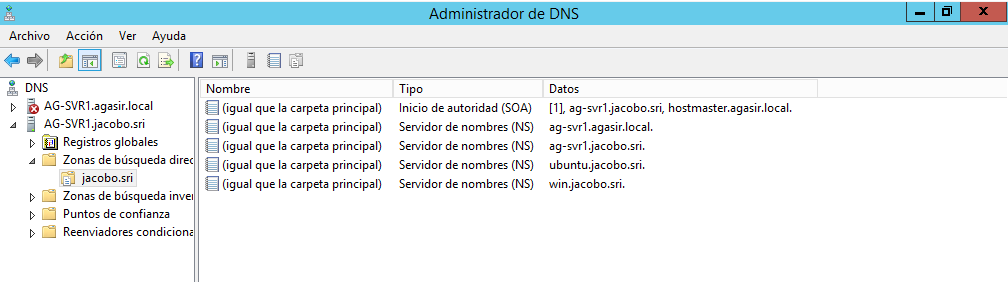 Administrador de DNS
Archivo Acción Ver Ayuda
DNS
AG-SVR1.agasir.local
AG-SVR1.jacobo.sri
Registros globales
Zonas de búsqueda direc
jacobo.sri
Zonas de búsqueda inver
Puntos de confianza
Reenviadores condiciona
Nombre Tipo Datos
(igual que la carpeta principal) Inicio de autoridad (SOA) [1], ag-svr1.jacobo.sri, hostmaster.agasir.local.
(igual que la carpeta principal) Servidor de nombres (NS) ag-svr1.agasir.local.
(igual que la carpeta principal) Servidor de nombres (NS) ag-svr1.jacobo.sri.
(igual que la carpeta principal) Servidor de nombres (NS) ubuntu.jacobo.sri.
(igual que la carpeta principal) Servidor de nombres (NS) win.jacobo.sri.